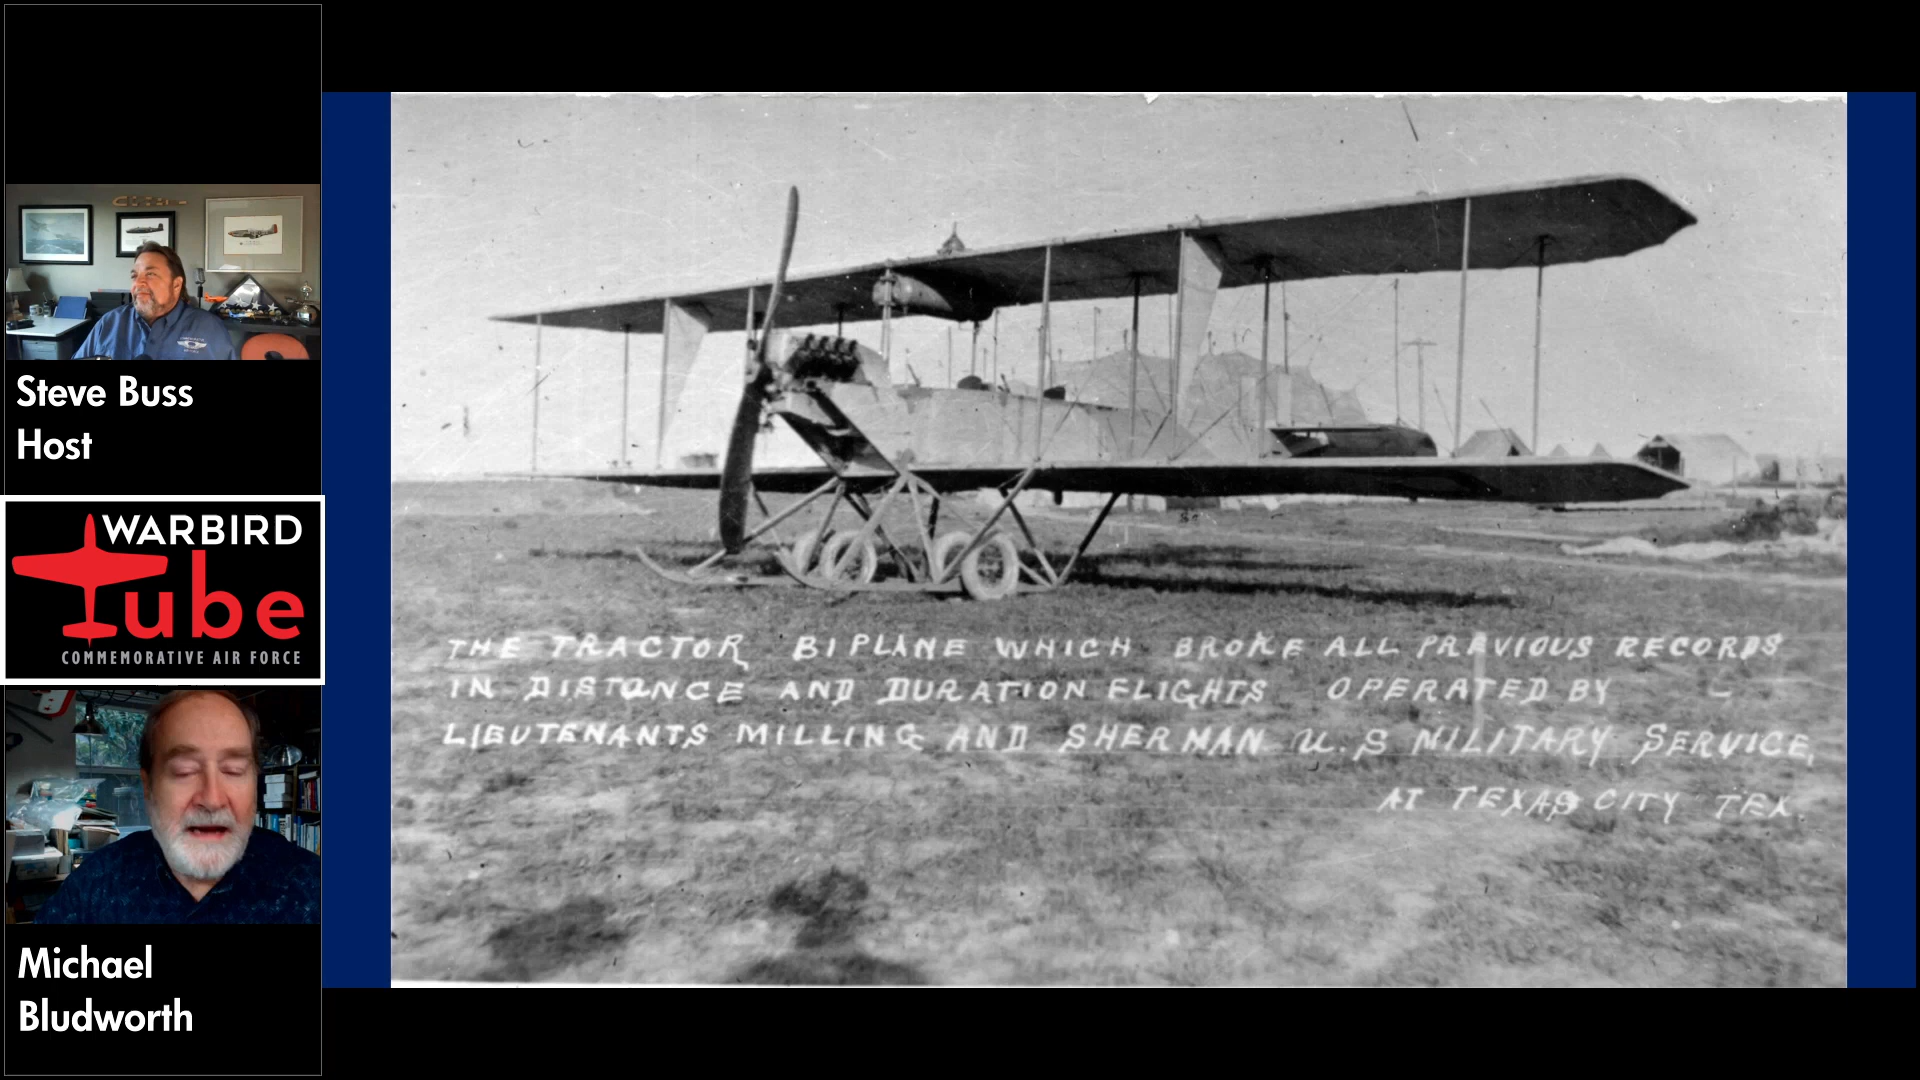 Steve Buss
Host
WARBIRD
Tube
COMMEMORATIVE AIR FORCE
Michael
Bludworth
THE TRACTOR BIPLANE WHICH BROKE ALL PREVIOUS RECORDS
IN DISTANCE AND DURATION FLIGHTS OPERATED BY
LIEUTENANTS MILLING AND SHERMAN U.S MILITARY SERVICE,
AT TEXAS CITY TEX.